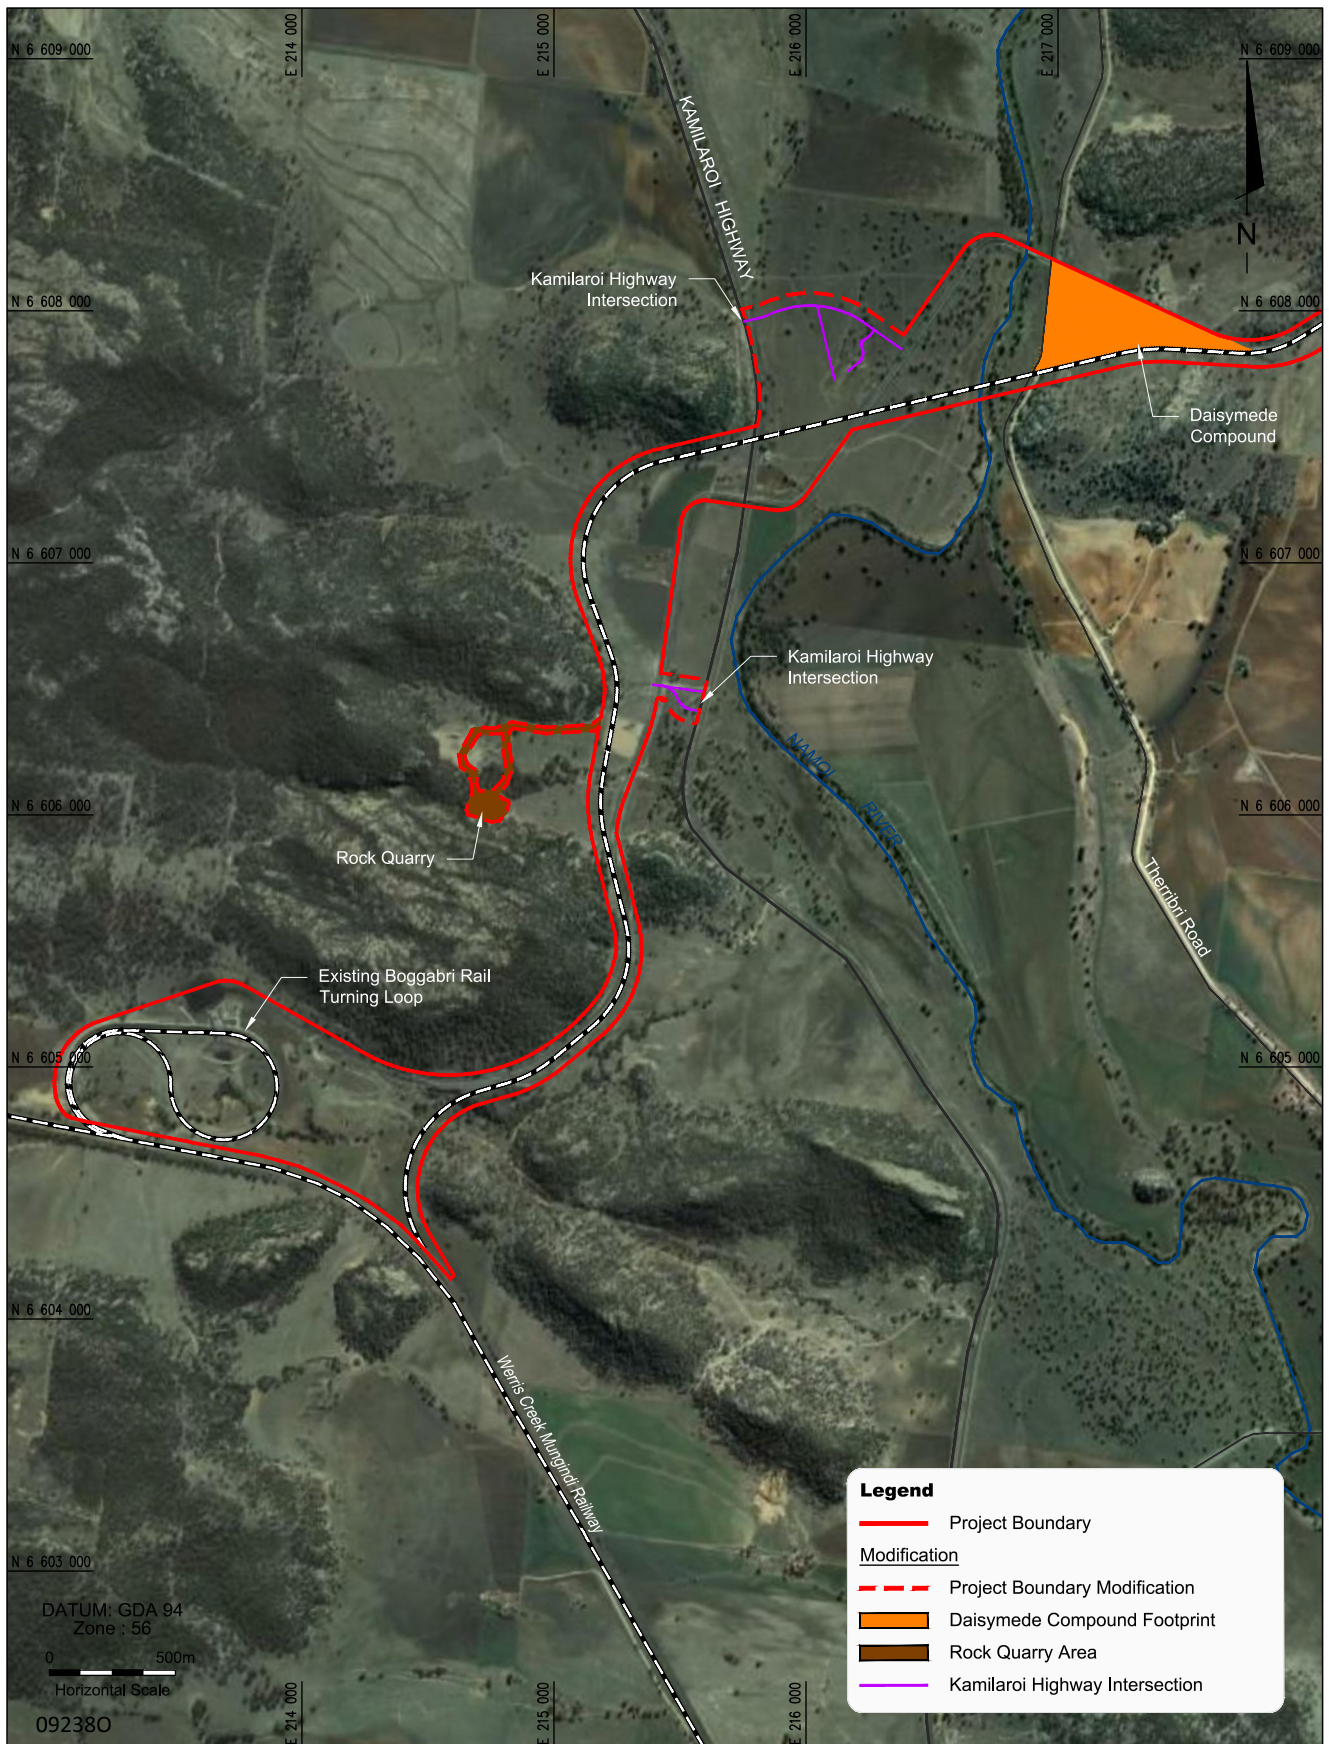 E 214 000
E 215 000
E 216 000
E 217 000
N 6 609 000
N 6 609 000
KAMILAROI HIGHWAY
N
Kamilaroi Highway
Intersection
N 6 608 000
N 6 608 000
Daisymede
Compound
N 6 607 000
N 6 607 000
Kamilaroi Highway
Intersection
NAMOI RIVER
N 6 606 000
N 6 606 000
Rock Quarry
Therribri Road
Existing Boggabri Rail
Turning Loop
N 6 605 000
N 6 605 000
N 6 604 000
Werris Creek Mungindi Railway
N 6 603 000
Legend
Project Boundary
Modification
Project Boundary Modification
Daisymede Compound Footprint
Rock Quarry Area
Kamilaroi Highway Intersection
DATUM: GDA 94
Zone : 56
0 500m
Horizontal Scale
09238O
E 214 000
E 215 000
E 216 000